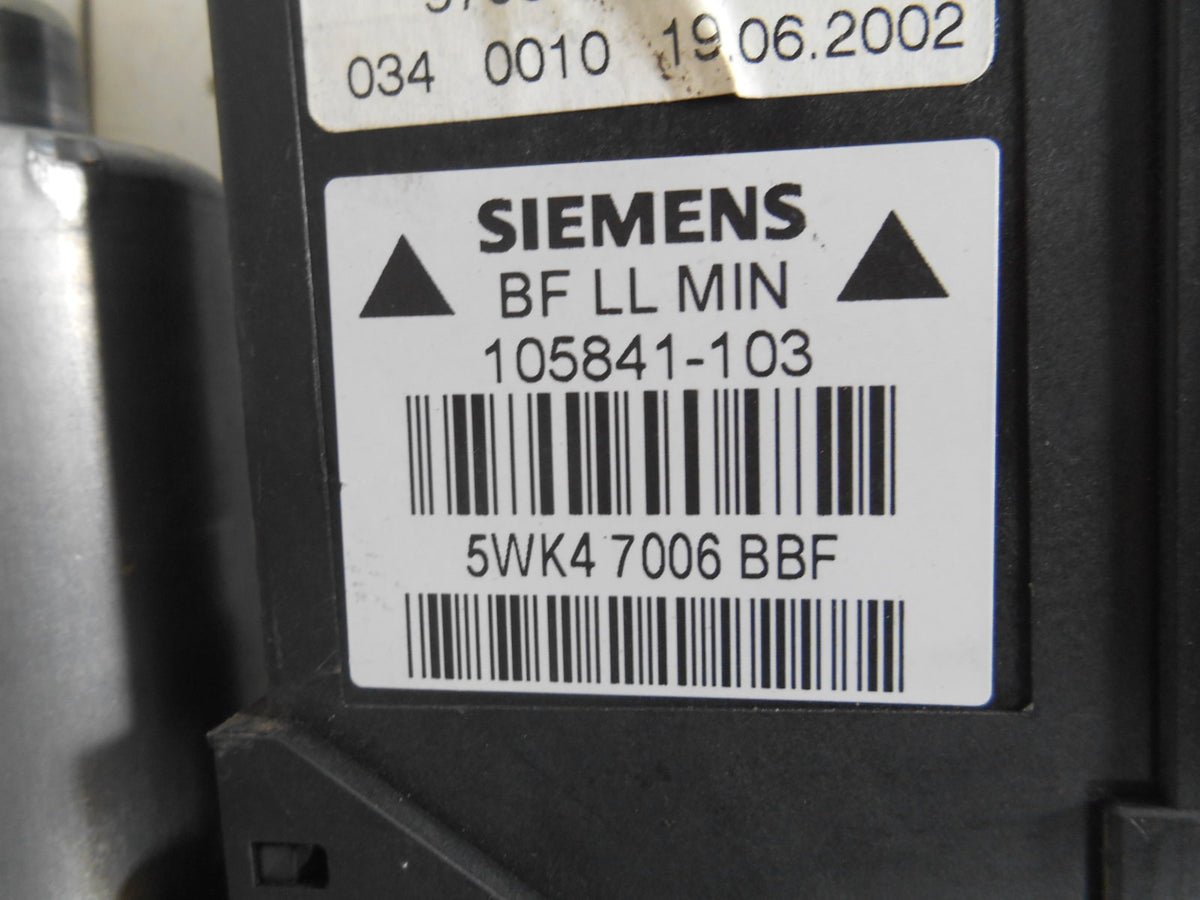 034 0010 19.06.2002
SIEMENS
BF LL MIN
105841-103
5WK4 7006 BBF